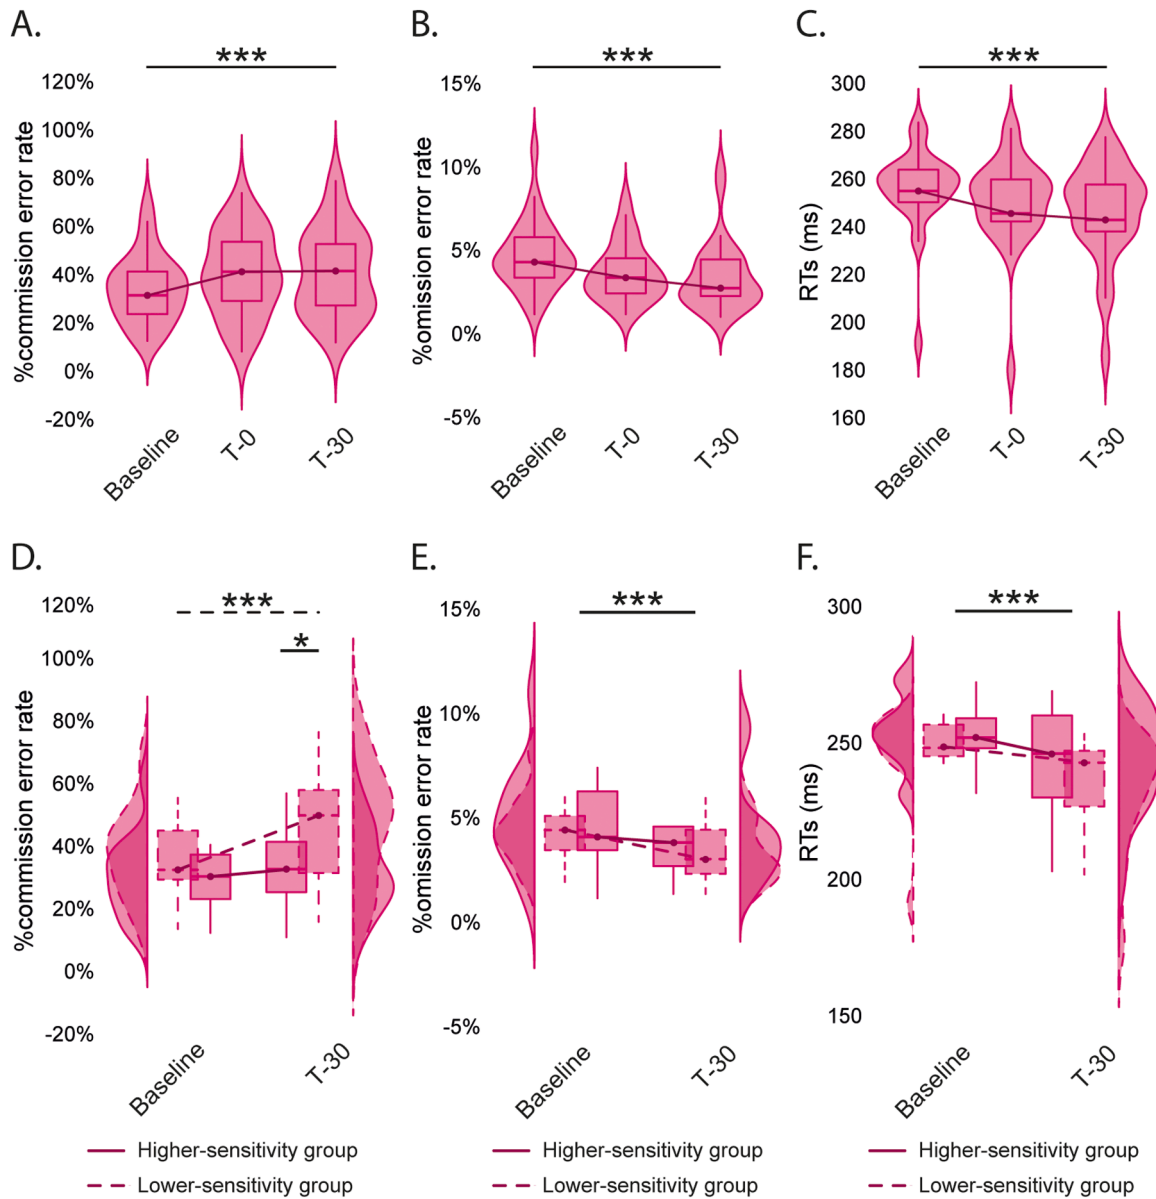 A.
***
%commission error rate
120%
100%
80%
60%
40%
20%
0%
-20%
Baseline
T-0
T-30
B.
***
%omission error rate
15%
10%
5%
0%
-5%
Baseline
T-0
T-30
C.
***
RTs (ms)
300
280
260
240
220
200
180
160
Baseline
T-0
T-30
D.
***
*
%commission error rate
120%
100%
80%
60%
40%
20%
0%
-20%
Baseline
T-30
Higher-sensitivity group
Lower-sensitivity group
E.
***
%omission error rate
15%
10%
5%
0%
-5%
Baseline
T-30
Higher-sensitivity group
Lower-sensitivity group
F.
***
RTs (ms)
300
250
200
150
Baseline
T-30
Higher-sensitivity group
Lower-sensitivity group